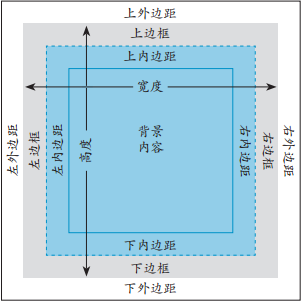 上外边距
上边框
上内边距
宽度
左外边距
左边框
左内边距
高度
背景
内容
右内边距
右边框
右外边距
下内边距
下边框
下外边距